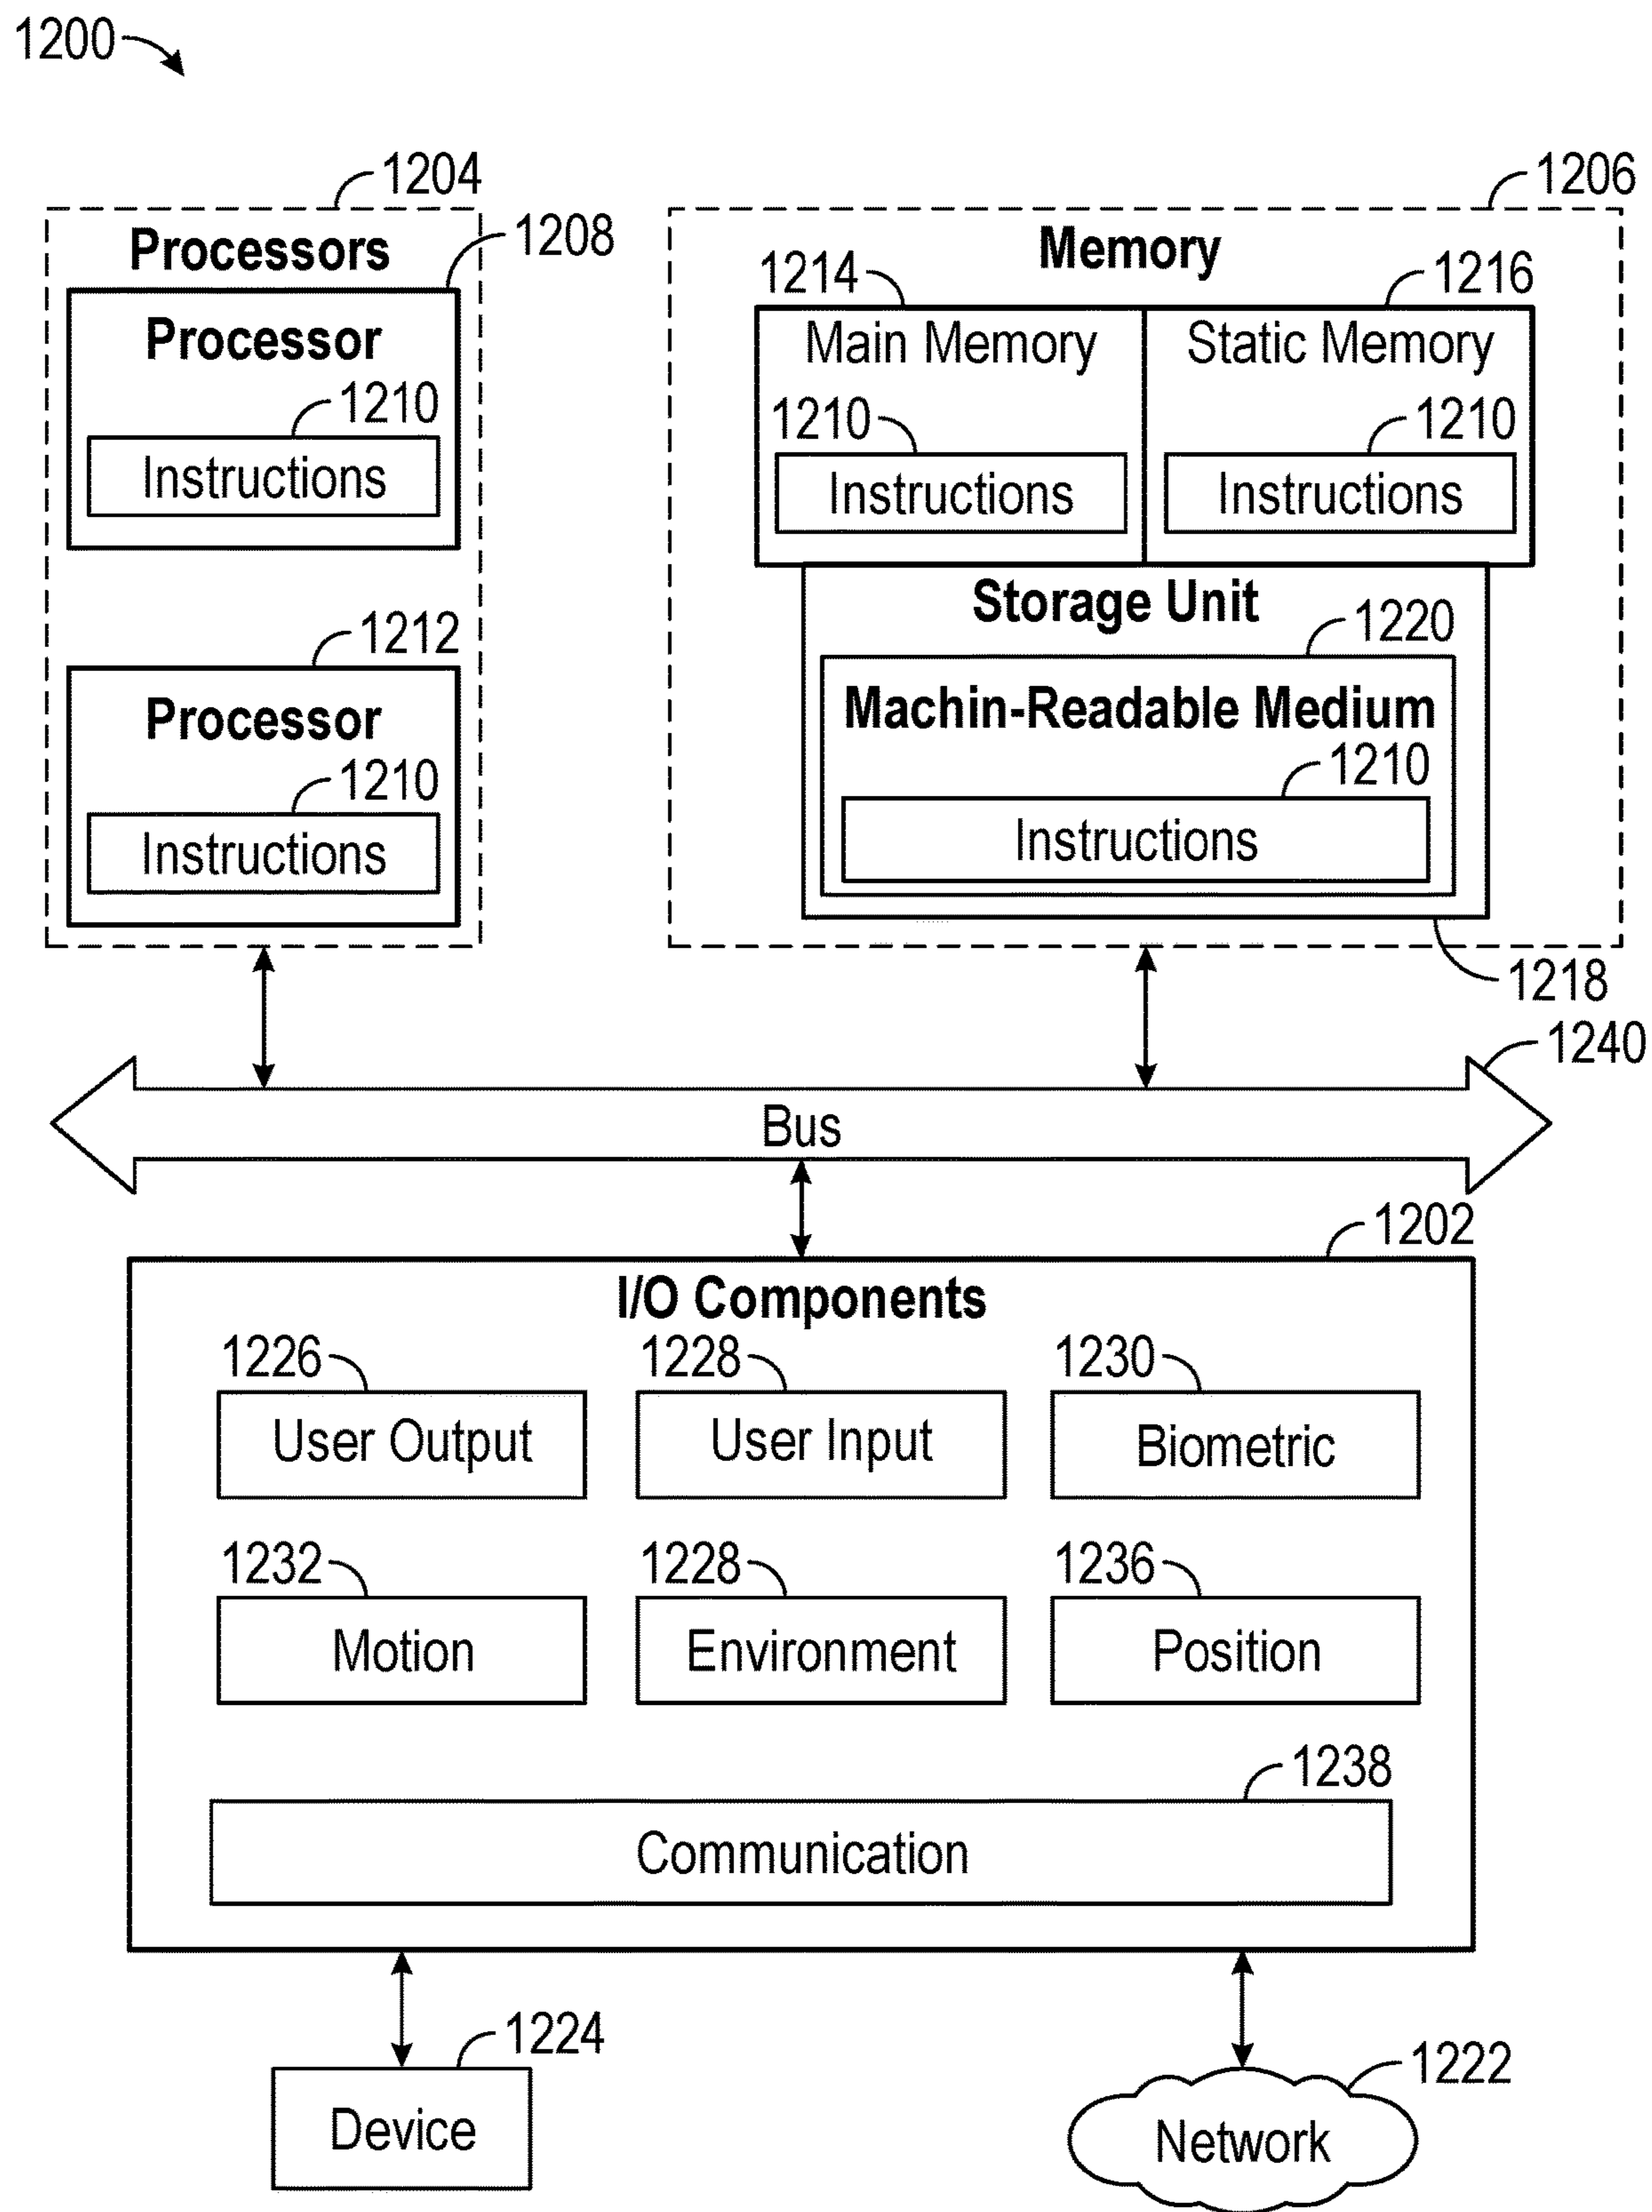 1200
1204
1206
Processors
1208
Memory
1214
1216
Processor
Main Memory
Static Memory
1210
1210
1210
Instructions
Instructions
Instructions
Storage Unit
1212
1220
Processor
Machin-Readable Medium
1210
1210
Instructions
Instructions
1218
1240
Bus
1202
I/O Components
1226
1228
1230
User Output
User Input
Biometric
1232
1228
1236
Motion
Environment
Position
1238
Communication
1224
1222
Device
Network